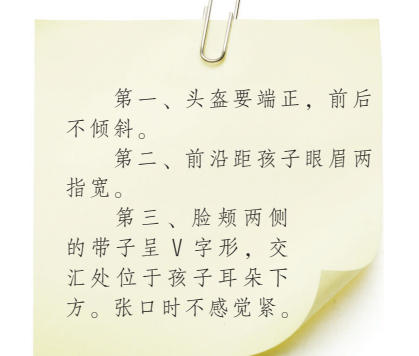 第一、头盔要端正，前后
不倾斜。
第二、前沿距孩子眼眉两
指宽。
第三、脸颊两侧
的带子呈V字形，交
汇处位于孩子耳朵下
方。张口时不感觉紧。